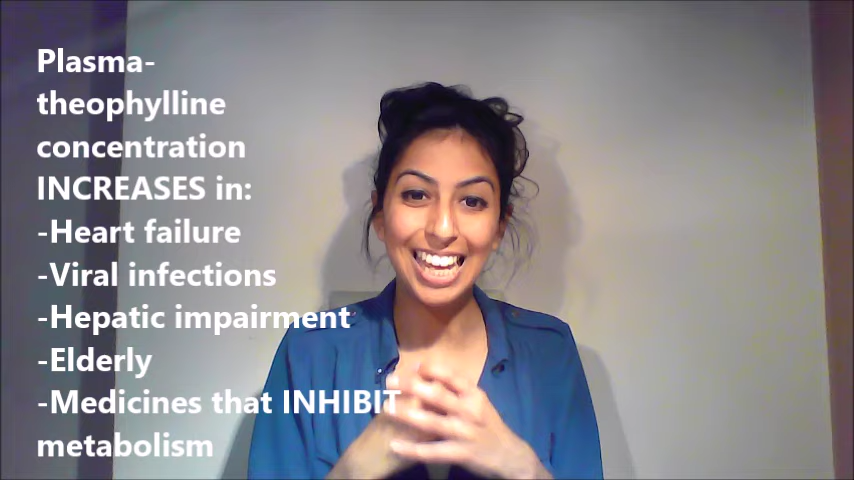 Plasma-
theophylline
concentration
INCREASES in:
-Heart failure
-Viral infections
-Hepatic impairment
-Elderly
-Medicines that INHIBIT
metabolism